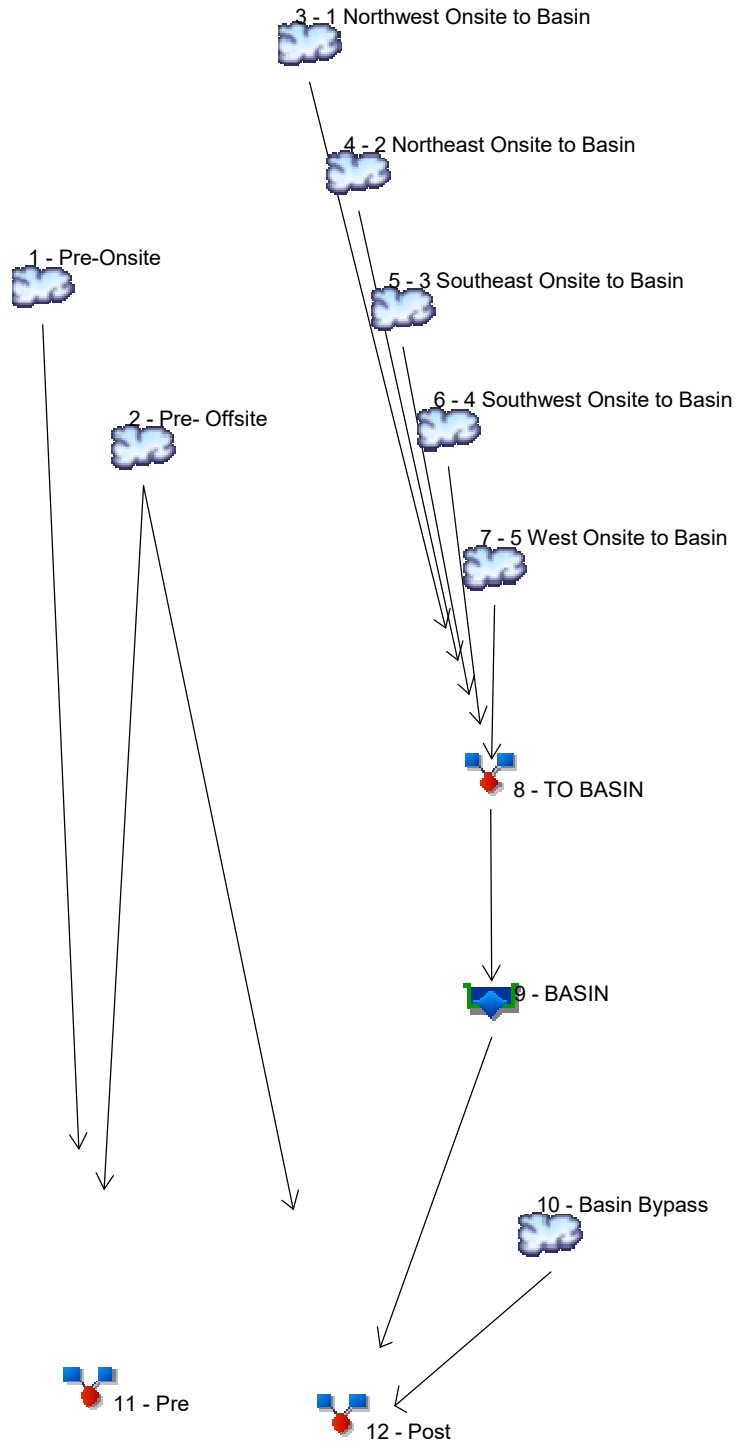 3 - 1 Northwest Onsite to Basin
4 - 2 Northeast Onsite to Basin
1 - Pre-Onsite
5 - 3 Southeast Onsite to Basin
6 - 4 Southwest Onsite to Basin
2 - Pre- Offsite
7 - 5 West Onsite to Basin
8 - TO BASIN
9 - BASIN
10 - Basin Bypass
11 - Pre
12 - Post